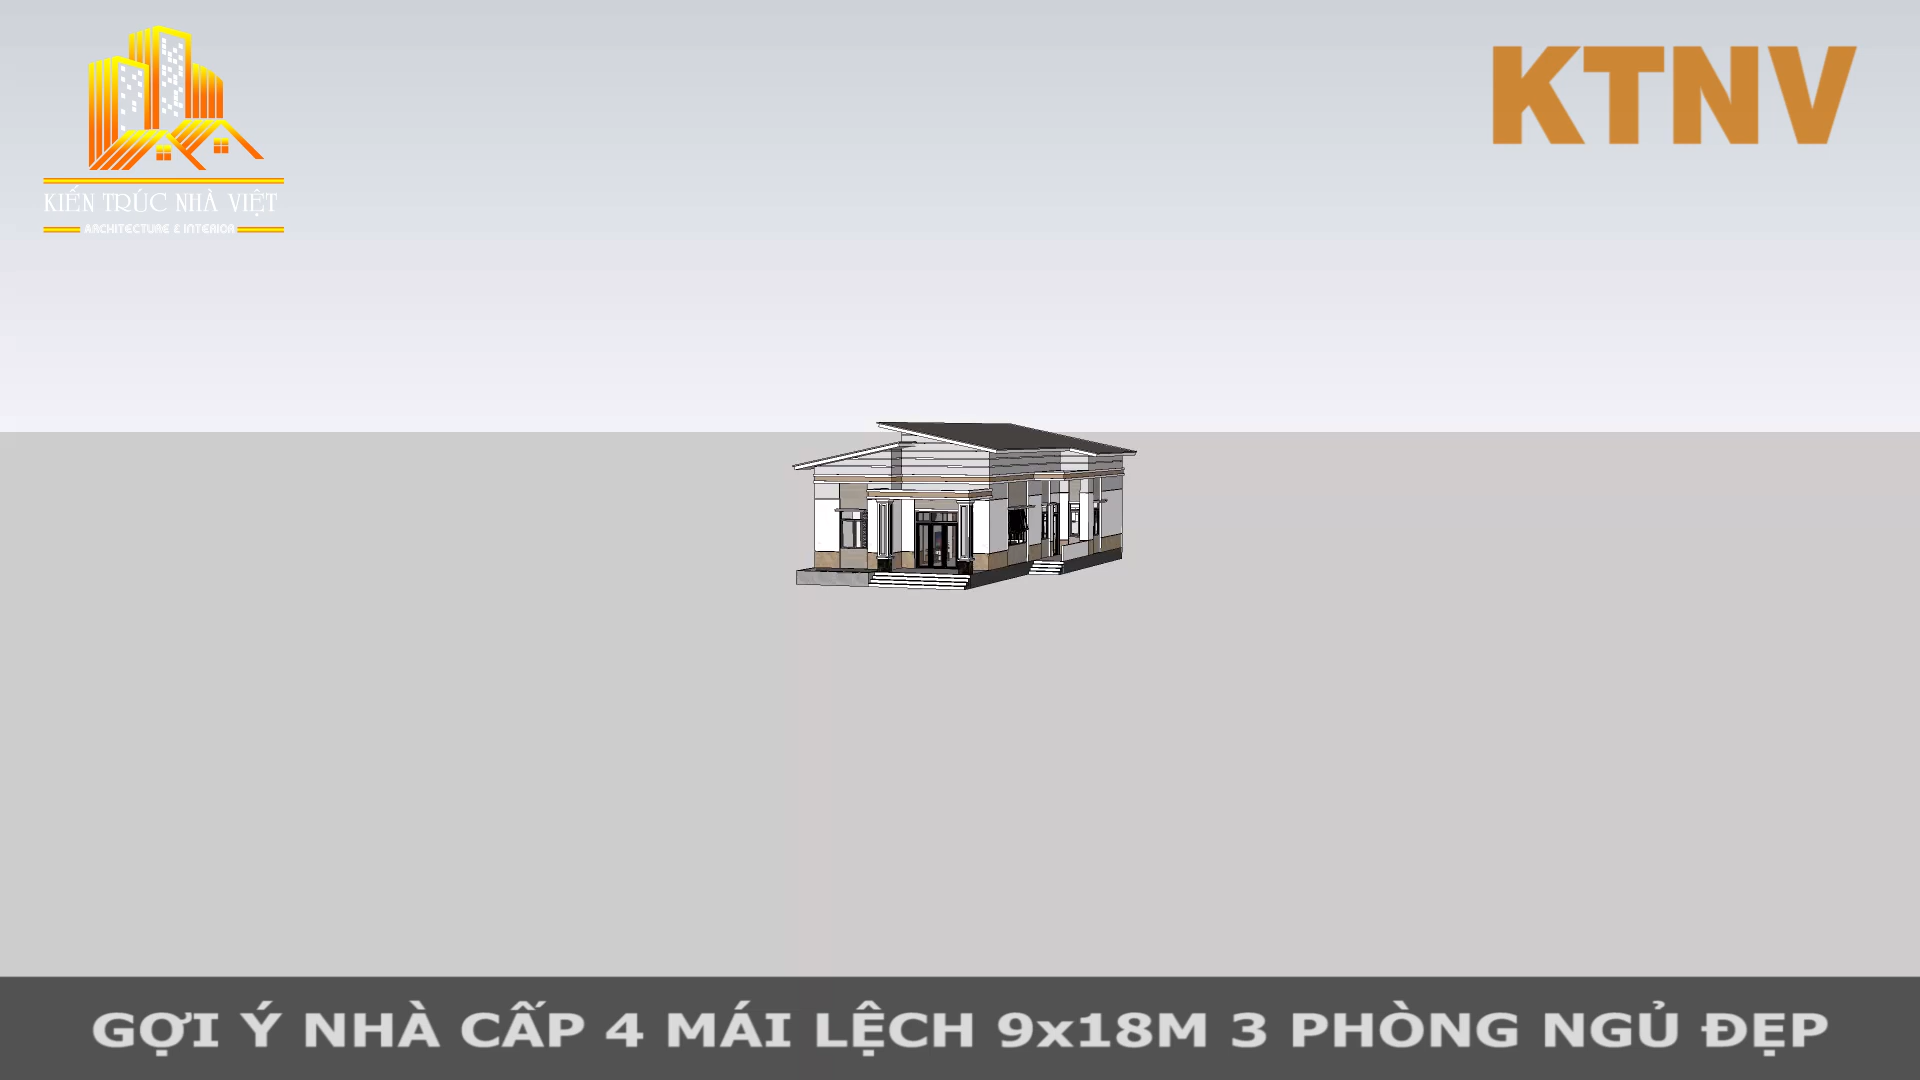 KTNV
KIẾN TRÚC NHÀ VIỆT
ARCHITECTURE & INTERIOR
GỢI Ý NHÀ CẤP 4 MÁI LỆCH 9x18M 3 PHÒNG NGỦ ĐẸP